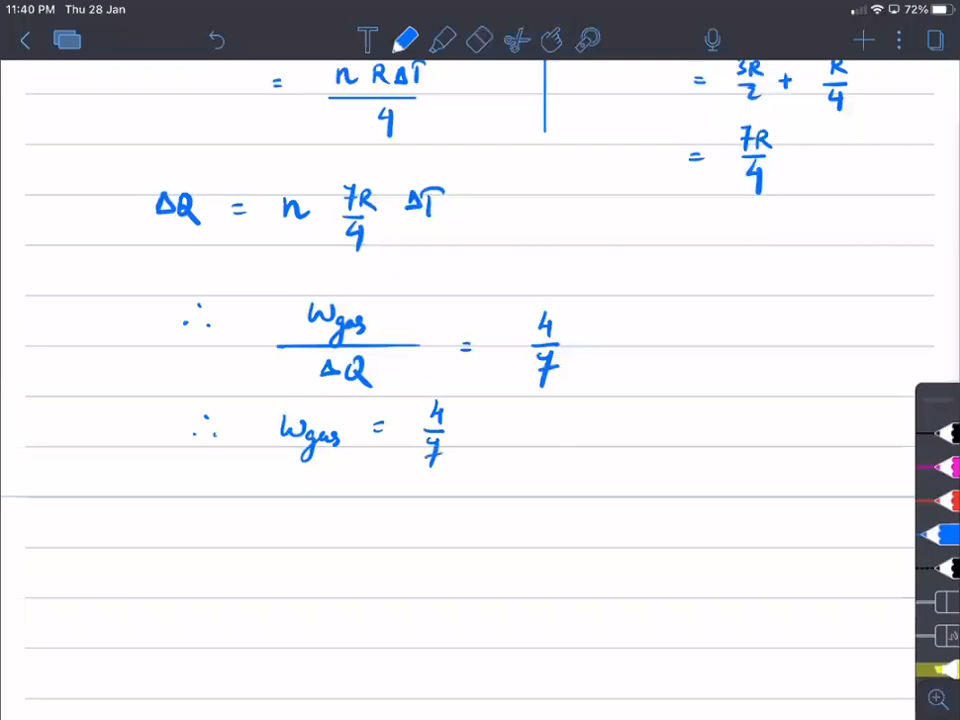 11:40 PM Thu 28 Jan 72%
T
= n R ΔT / 4
= 3R/2 + R/4
= 7R/4
ΔQ = n 7R/4 ΔT
∴ Wgas / ΔQ = 4/7
∴ Wgas = 4/7